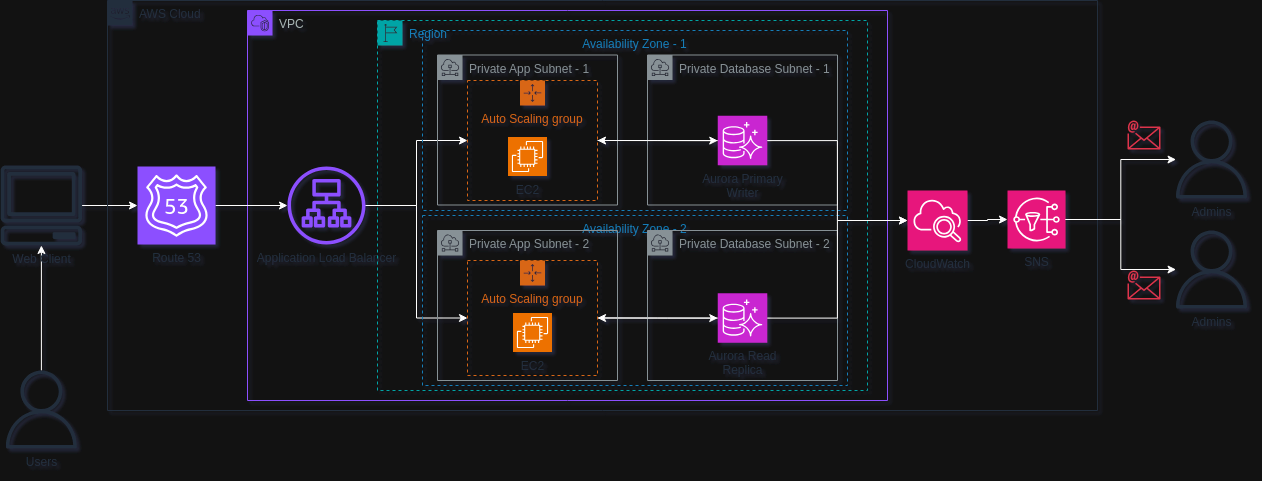 AWS Cloud
VPC
Region
Availability Zone - 1
Private App Subnet - 1
Private Database Subnet - 1
Auto Scaling group
EC2
Aurora Primary
Writer
Availability Zone - 2
Private App Subnet - 2
Private Database Subnet - 2
Auto Scaling group
EC2
Aurora Read
Replica
53
Route 53
Application Load Balancer
Web Client
Users
CloudWatch
SNS
@
Admins
@
Admins